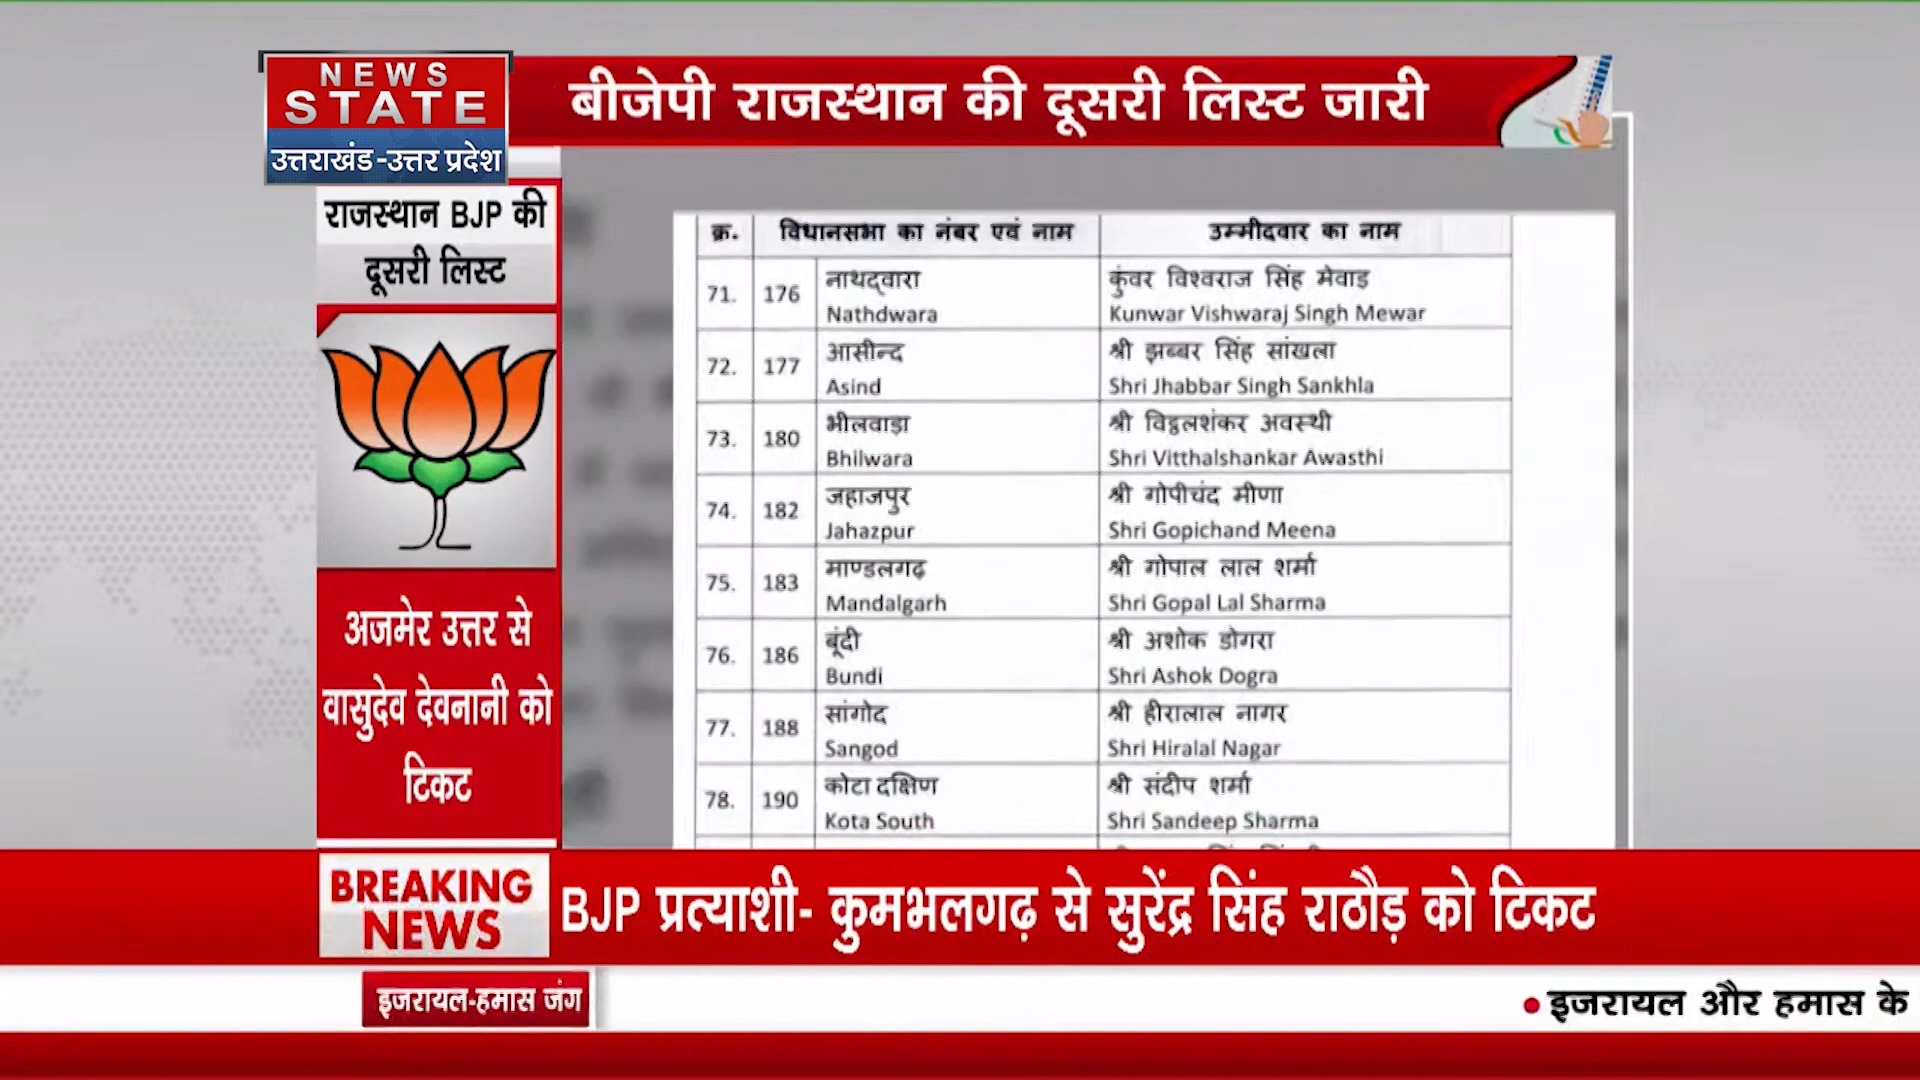 NEWS
STATE
उत्तराखंड-उत्तर प्रदेश
बीजेपी राजस्थान की दूसरी लिस्ट जारी
राजस्थान BJP की
दूसरी लिस्ट
अजमेर उत्तर से
वासुदेव देवनानी को
टिकट
क्र. विधानसभा का नंबर एवं नाम उम्मीदवार का नाम
71. 176 नाथद्वारा कुंवर विश्वराज सिंह मेवाड
Nathdwara Kunwar Vishwaraj Singh Mewar
72. 177 आसीन्द श्री झब्बर सिंह सांखला
Asind Shri Jhabbar Singh Sankhla
73. 180 भीलवाड़ा श्री विट्ठलशंकर अवस्थी
Bhilwara Shri Vitthalshankar Awasthi
74. 182 जहाजपुर श्री गोपीचंद मीणा
Jahazpur Shri Gopichand Meena
75. 183 माण्डलगढ़ श्री गोपाल लाल शर्मा
Mandalgarh Shri Gopal Lal Sharma
76. 186 बूंदी श्री अशोक डोगरा
Bundi Shri Ashok Dogra
77. 188 सांगोद श्री हीरालाल नागर
Sangod Shri Hiralal Nagar
78. 190 कोटा दक्षिण श्री संदीप शर्मा
Kota South Shri Sandeep Sharma
BREAKING
NEWS
BJP प्रत्याशी- कुमभलगढ़ से सुरेंद्र सिंह राठौड़ को टिकट
इजरायल-हमास जंग
• इजरायल और हमास के